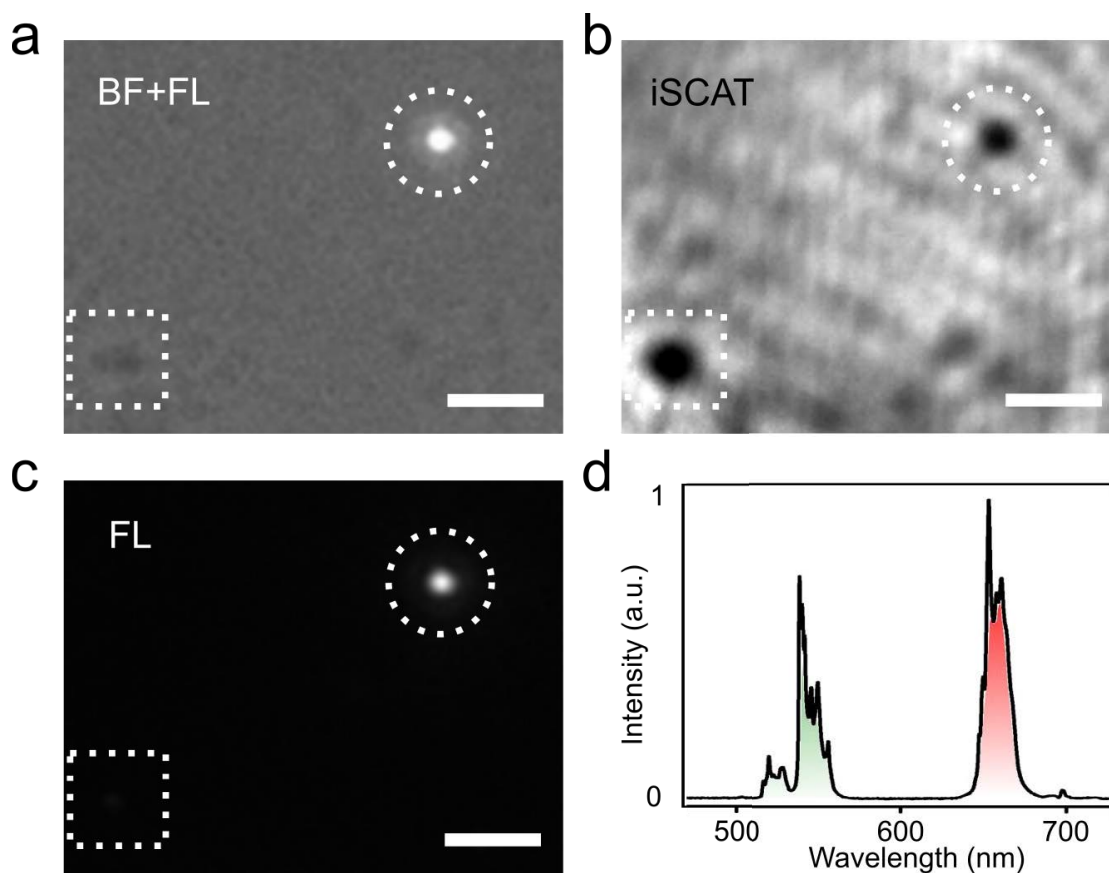 a
BF+FL
b
iSCAT
c
FL
d
1
0
Intensity (a.u.)
500
600
700
Wavelength (nm)